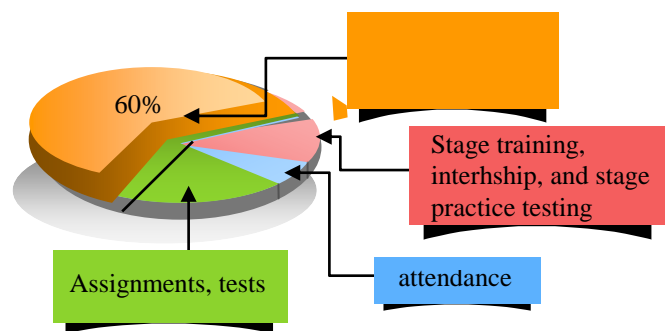 60%
Stage training,
interhship, and stage
practice testing
Assignments, tests
attendance